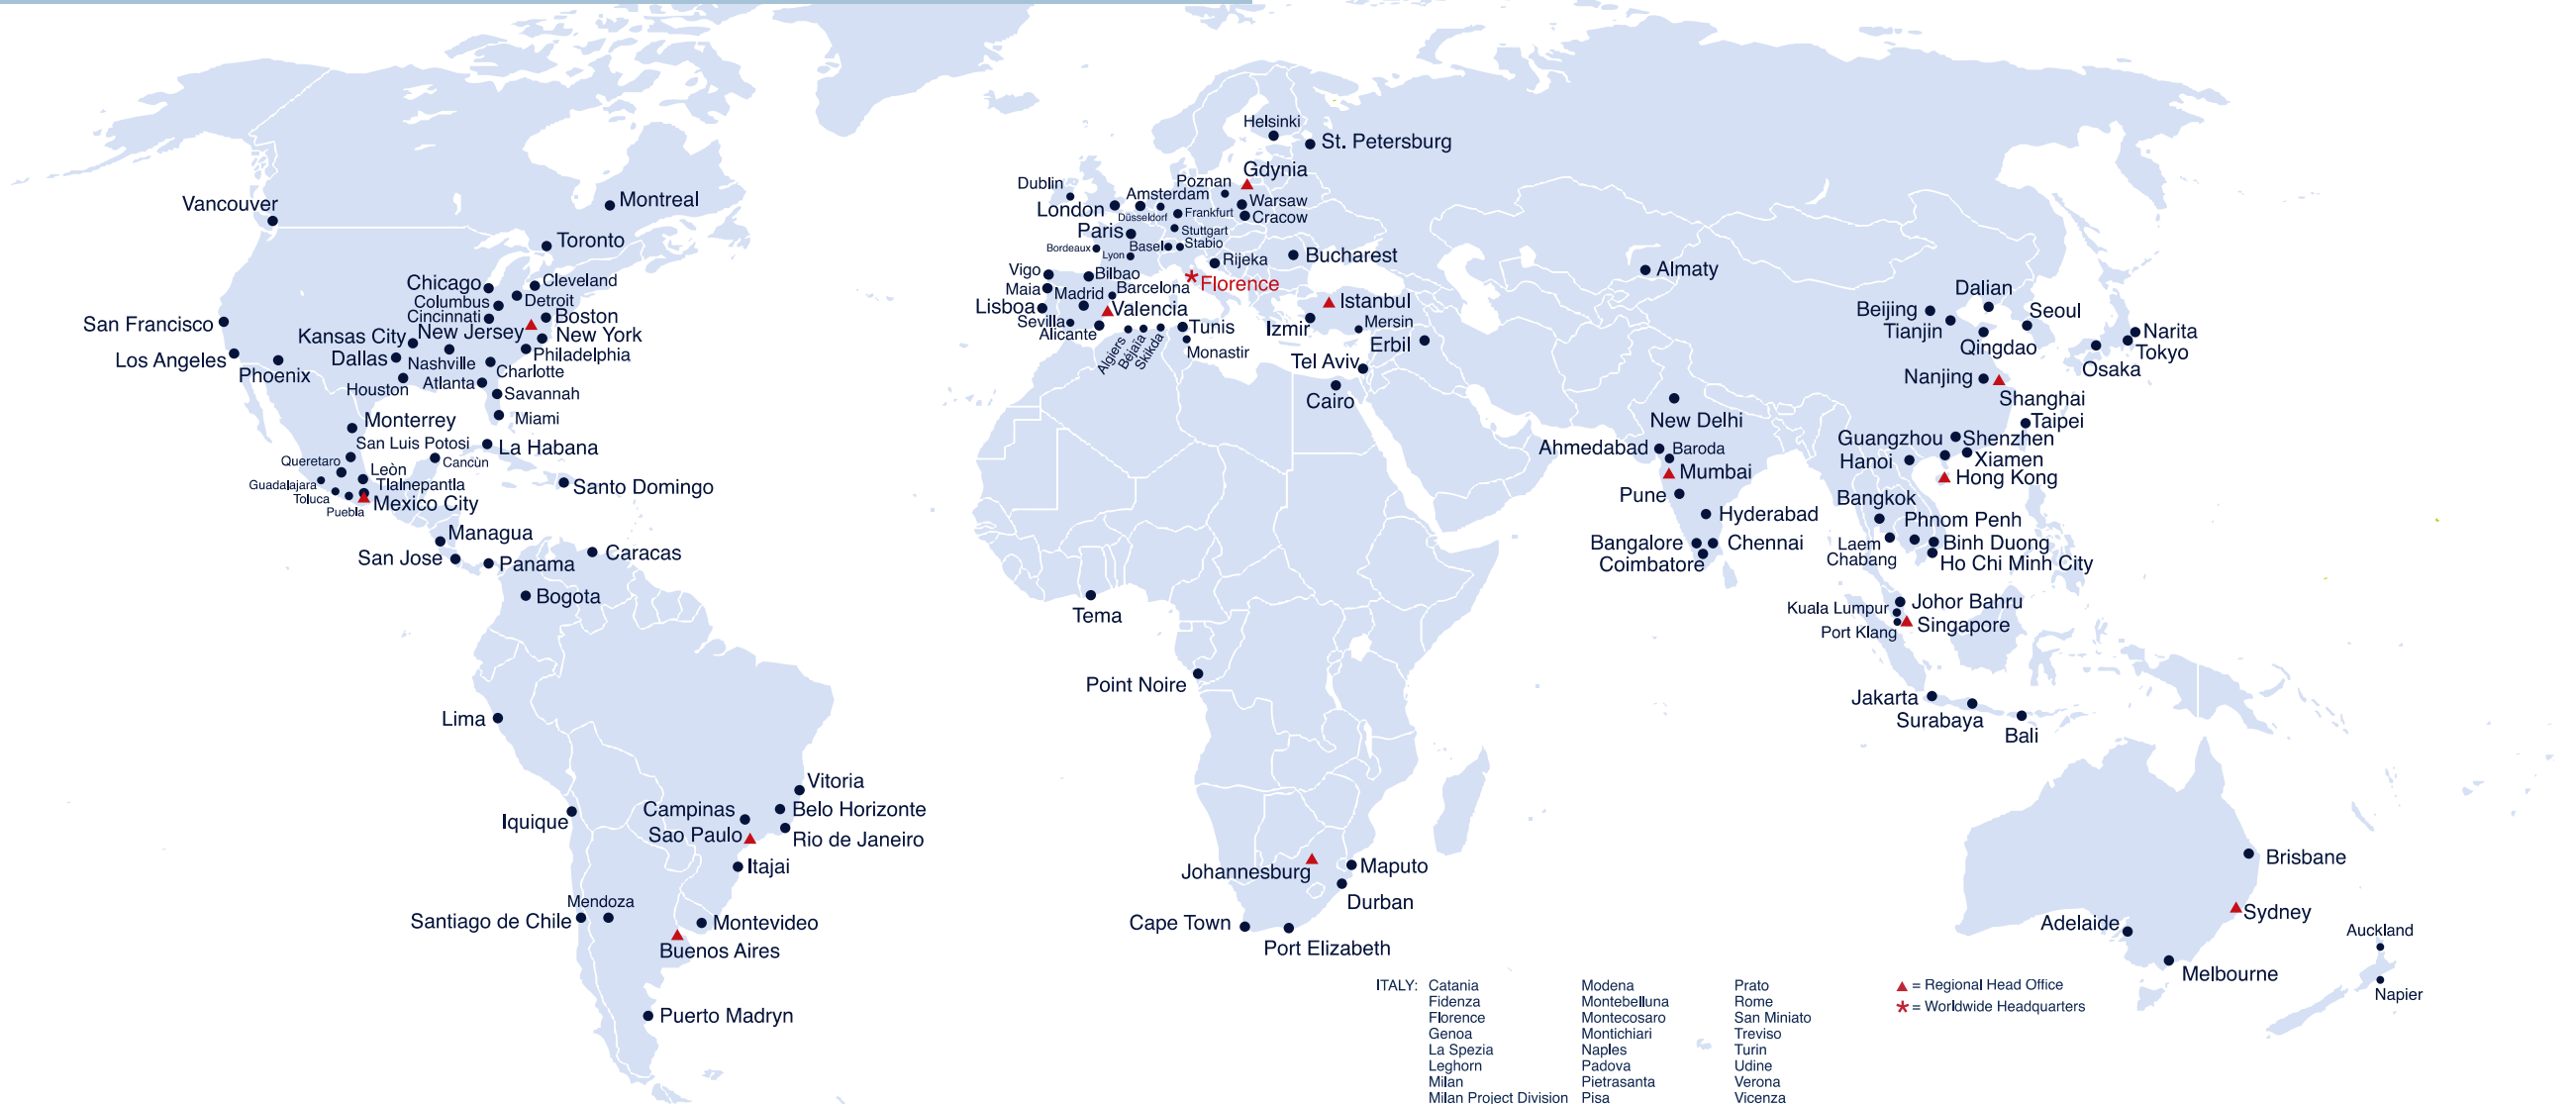 Helsinki
St. Petersburg
Gdynia
Poznan
Dublin
Amsterdam
Warsaw
London
Düsseldorf
Frankfurt
Cracow
Paris
Stuttgart
Bordeaux
Lyon
Basel
Stabio
Rijeka
Bucharest
Vigo
Bilbao
Florence
Maia
Madrid
Barcelona
Lisboa
Valencia
Sevilla
Alicante
Algiers
Béjaïa
Skikda
Tunis
Monastir
Istanbul
Izmir
Mersin
Erbil
Tel Aviv
Cairo
Vancouver
Montreal
Toronto
Chicago
Cleveland
Columbus
Detroit
Cincinnati
Boston
San Francisco
Kansas City
New Jersey
New York
Los Angeles
Dallas
Nashville
Philadelphia
Phoenix
Charlotte
Houston
Atlanta
Savannah
Miami
Monterrey
San Luis Potosi
La Habana
Queretaro
Leòn
Cancùn
Guadalajara
Tlalnepantla
Toluca
Mexico City
Puebla
Santo Domingo
Managua
San Jose
Panama
Caracas
Bogota
Lima
Vitoria
Campinas
Belo Horizonte
Iquique
Sao Paulo
Rio de Janeiro
Itajai
Mendoza
Santiago de Chile
Montevideo
Buenos Aires
Puerto Madryn
Tema
Point Noire
Johannesburg
Maputo
Durban
Cape Town
Port Elizabeth
Almaty
Dalian
Beijing
Seoul
Tianjin
Narita
Qingdao
Tokyo
Osaka
Nanjing
Shanghai
New Delhi
Taipei
Ahmedabad
Baroda
Guangzhou
Shenzhen
Hanoi
Xiamen
Mumbai
Hong Kong
Pune
Bangkok
Hyderabad
Phnom Penh
Bangalore
Chennai
Laem
Chabang
Binh Duong
Coimbatore
Ho Chi Minh City
Kuala Lumpur
Johor Bahru
Port Klang
Singapore
Jakarta
Surabaya
Bali
Brisbane
Sydney
Adelaide
Auckland
Melbourne
Napier
ITALY: Catania
Fidenza
Florence
Genoa
La Spezia
Leghorn
Milan
Milan Project Division
Modena
Montebelluna
Montecosaro
Montichiari
Naples
Padova
Pietrasanta
Pisa
Prato
Rome
San Miniato
Treviso
Turin
Udine
Verona
Vicenza
= Regional Head Office
= Worldwide Headquarters